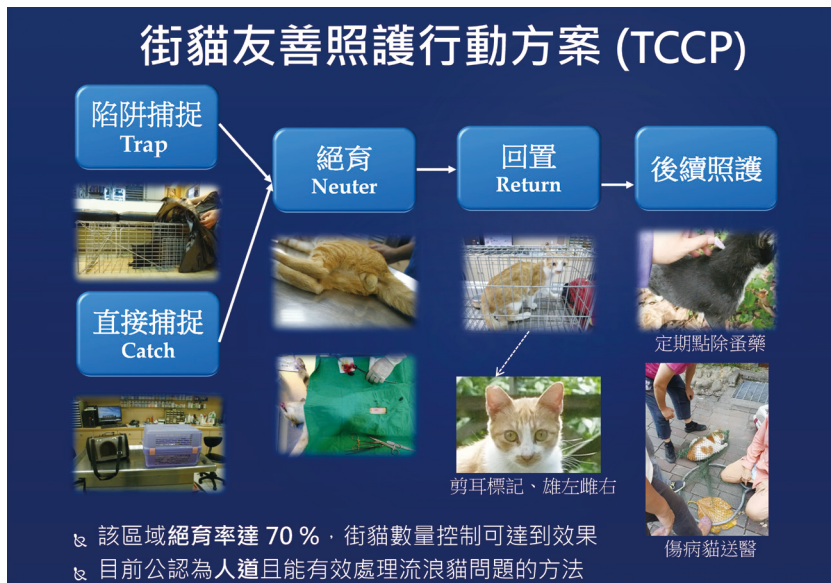 街貓友善照護行動方案 (TCCP)
陷阱捕捉
Trap
直接捕捉
Catch
絕育
Neuter
回置
Return
後續照護
定期點除蚤藥
剪耳標記、雄左雌右
傷病貓送醫
該區域絕育率達 70 %，街貓數量控制可達到效果
目前公認為人道且能有效處理流浪貓問題的方法